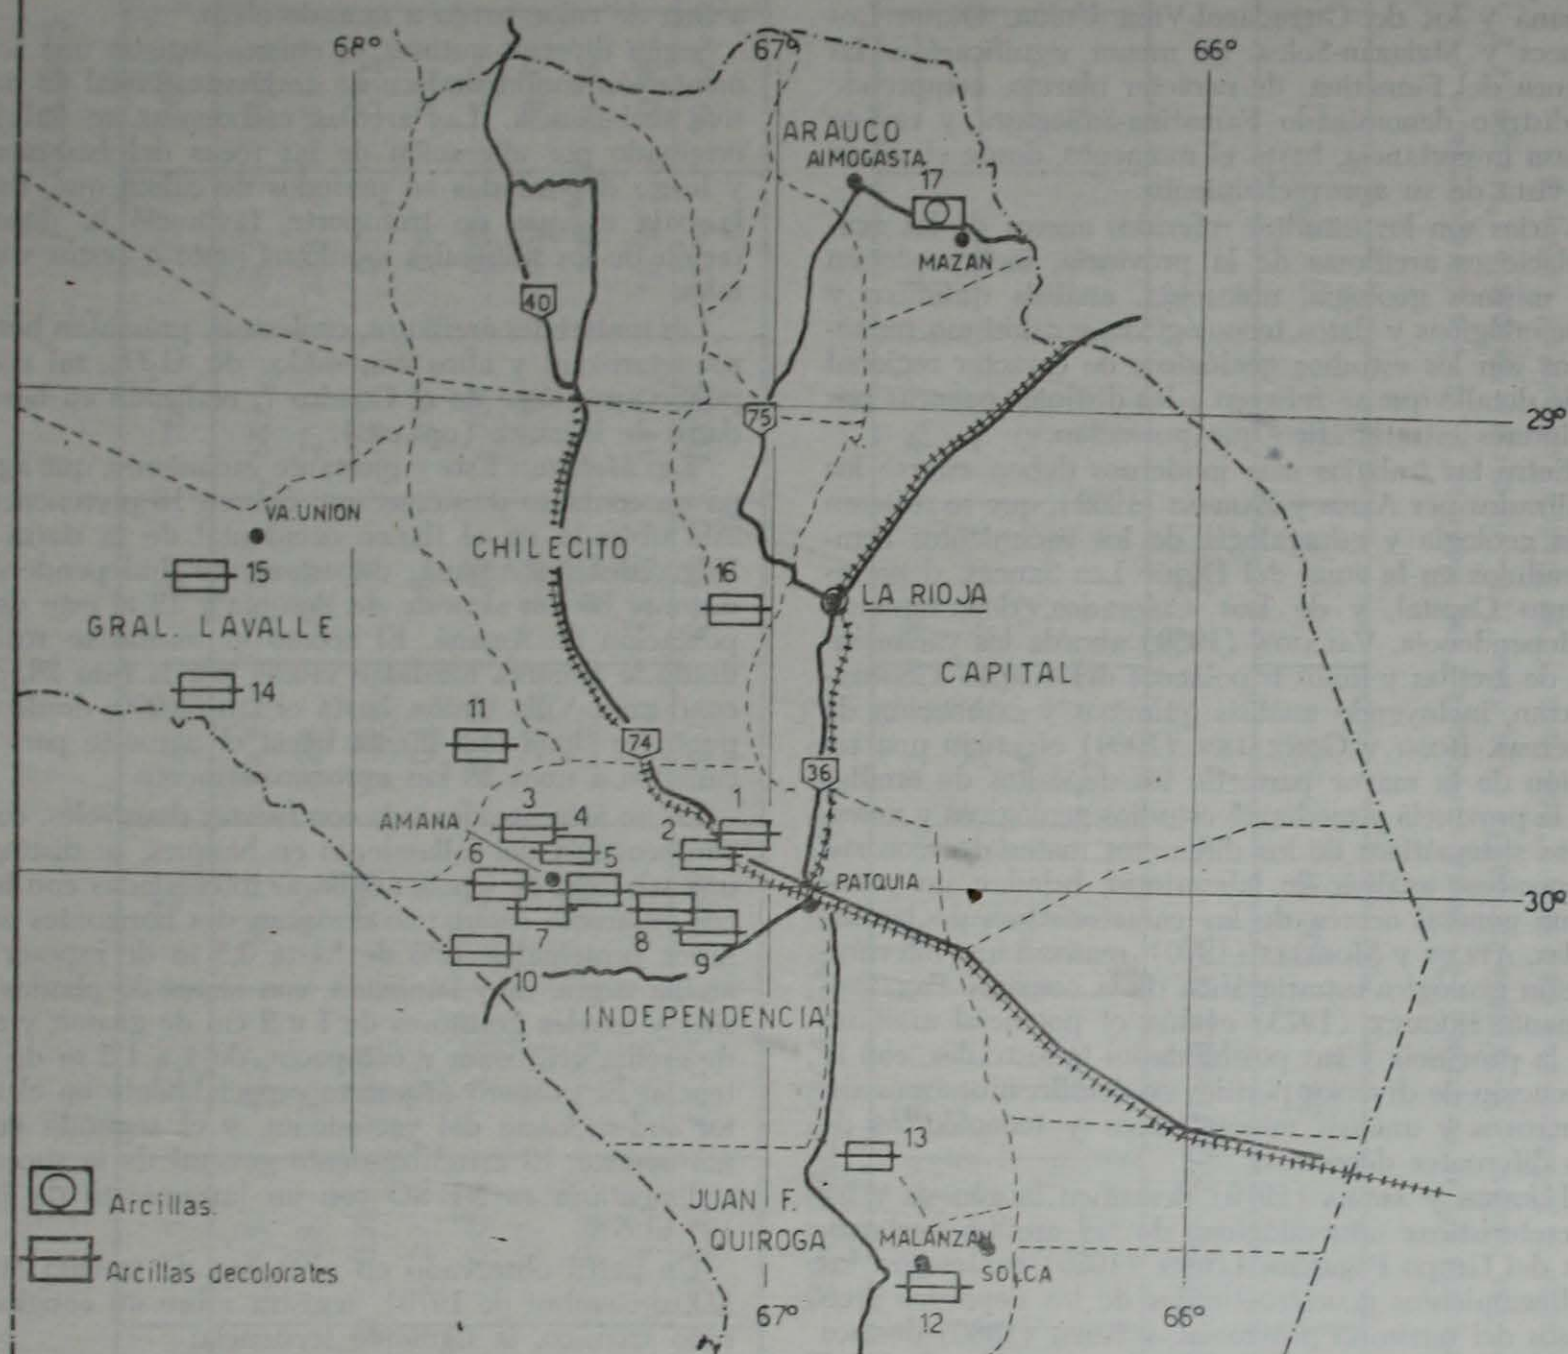 68°
67°
66°
ARAUCO
AIMOGASTA
17
MAZAN
40
75
29°
VA. UNION
CHILECITO
15
16
LA RIOJA
GRAL. LAVALLE
CAPITAL
14
11
74
36
3
1
AMANA
4
2
6
5
PATQUIA
30°
7
8
9
10
INDEPENDENCIA
13
Arcillas.
JUAN F.
QUIROGA
MALANZAN
Arcillas decolorates
SOLCA
67°
12
66°